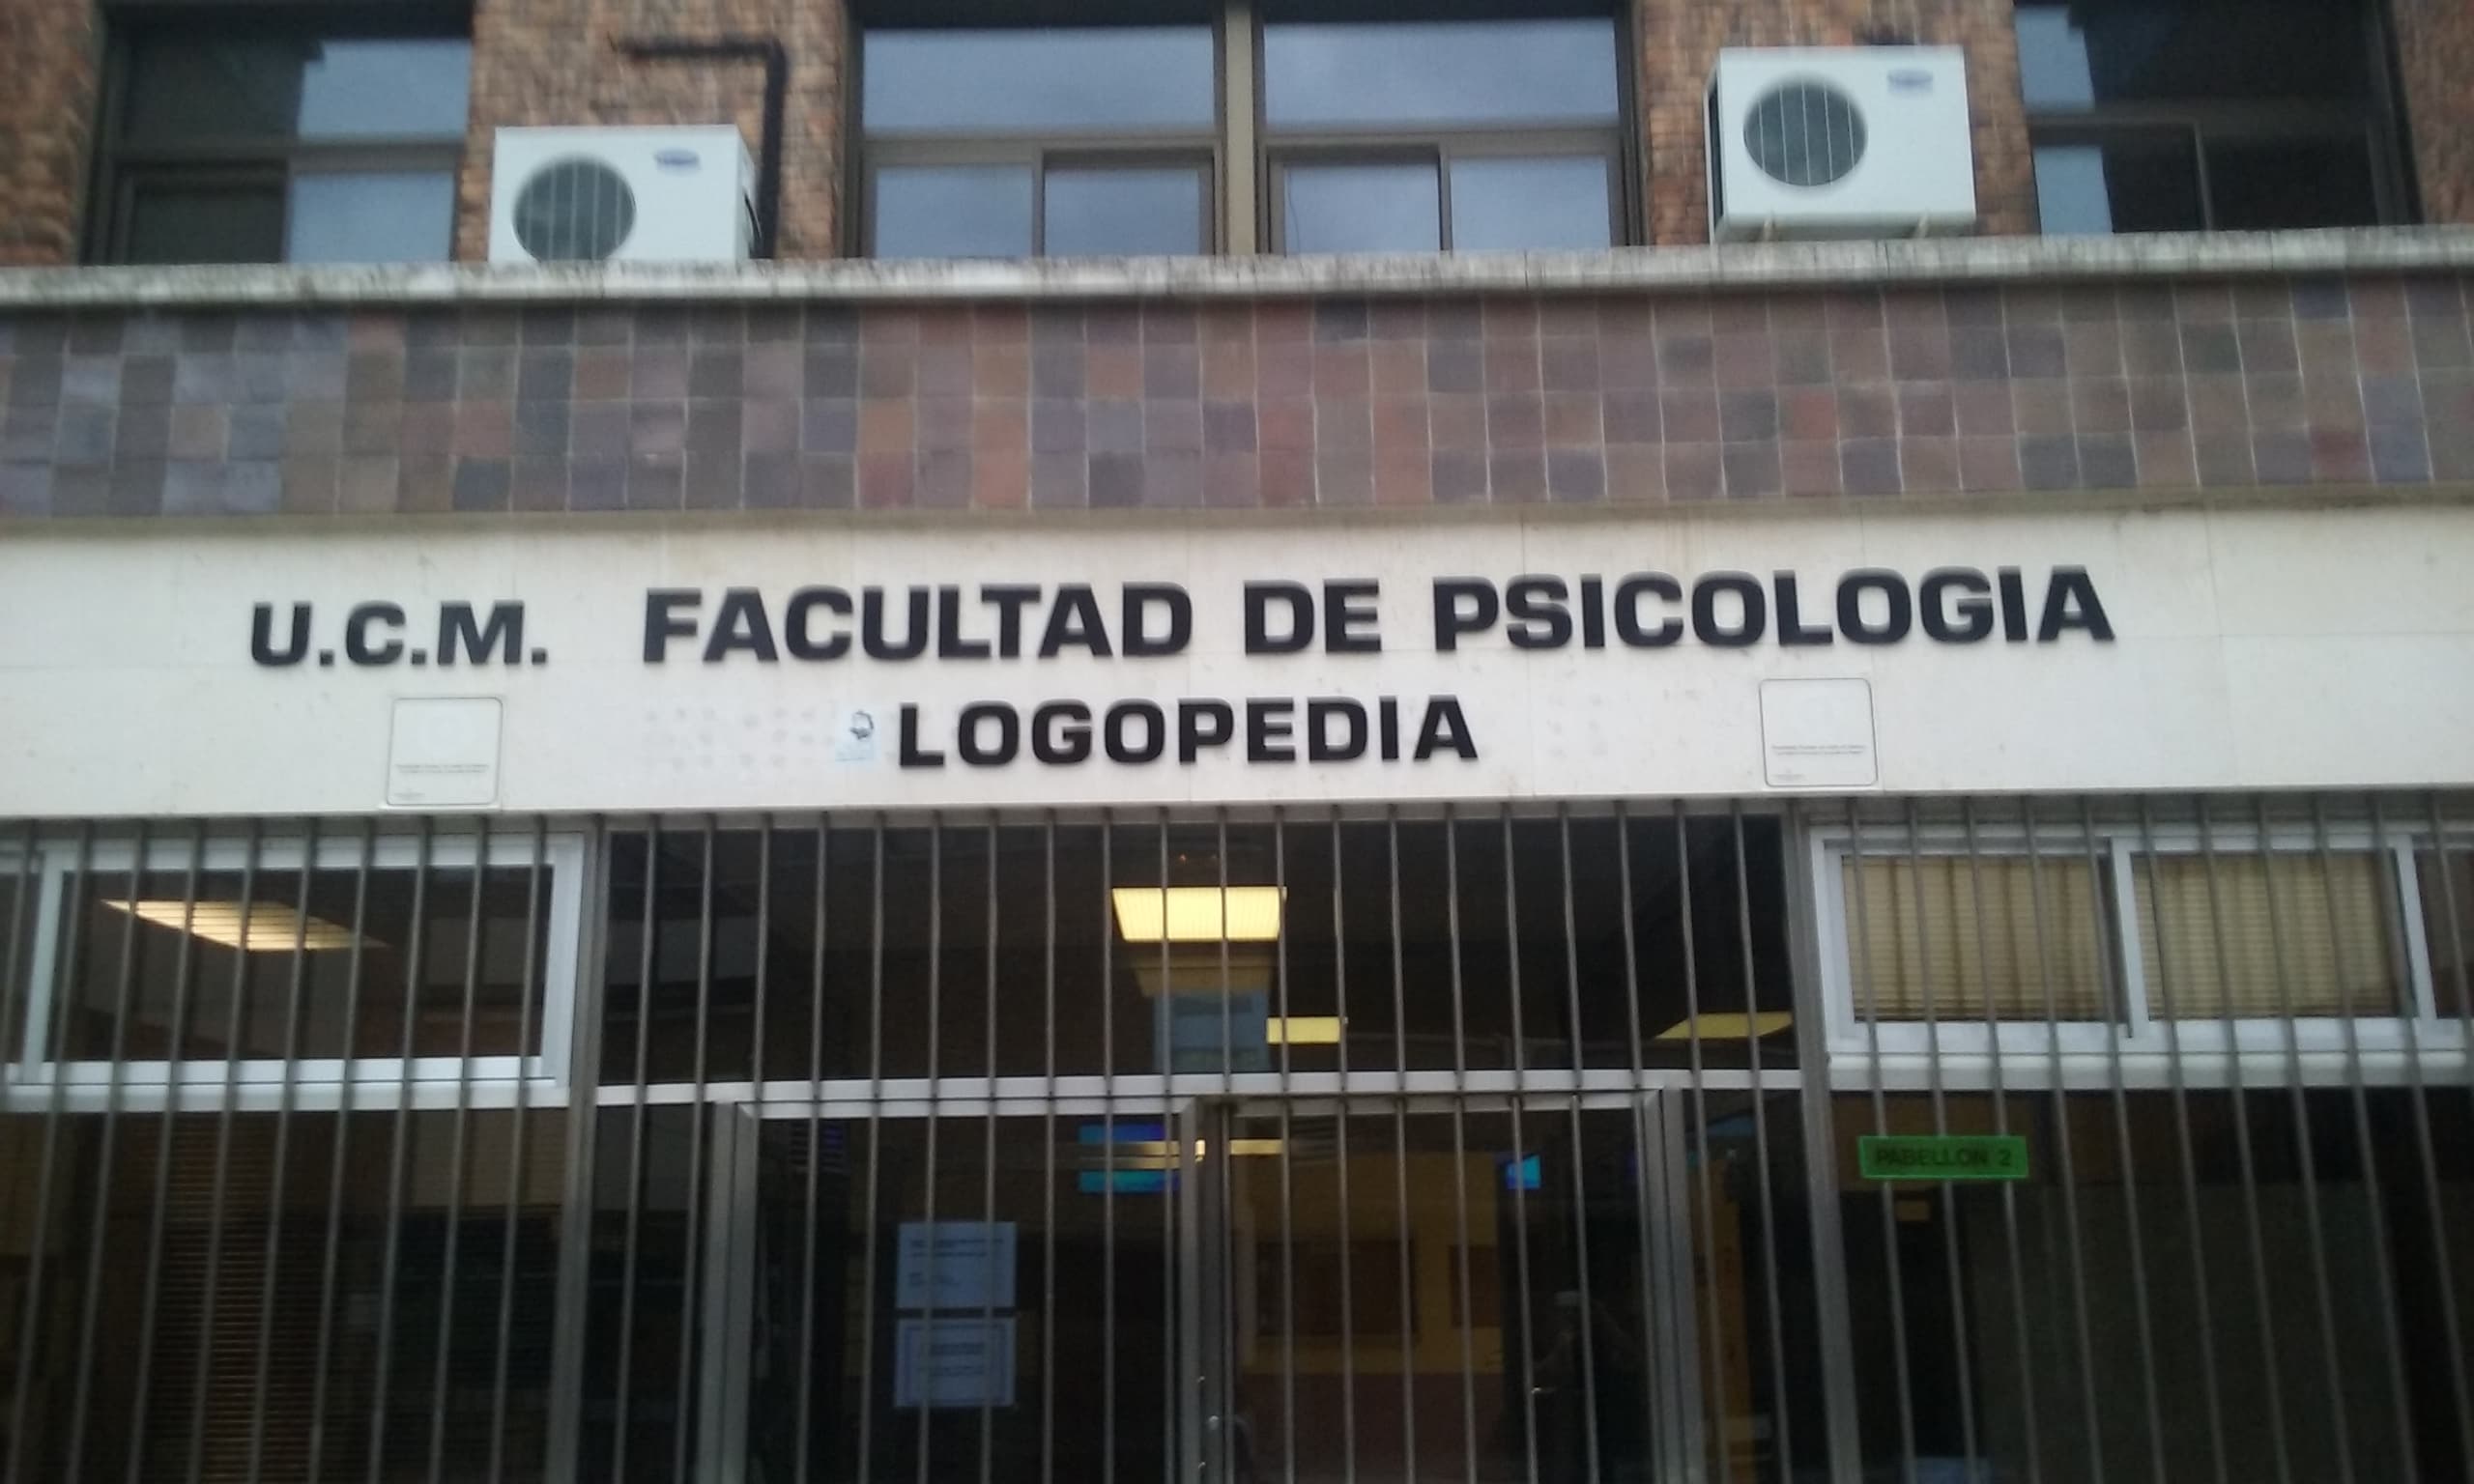 U.C.M. FACULTAD DE PSICOLOGIA
LOGOPEDIA
PABELLON 2